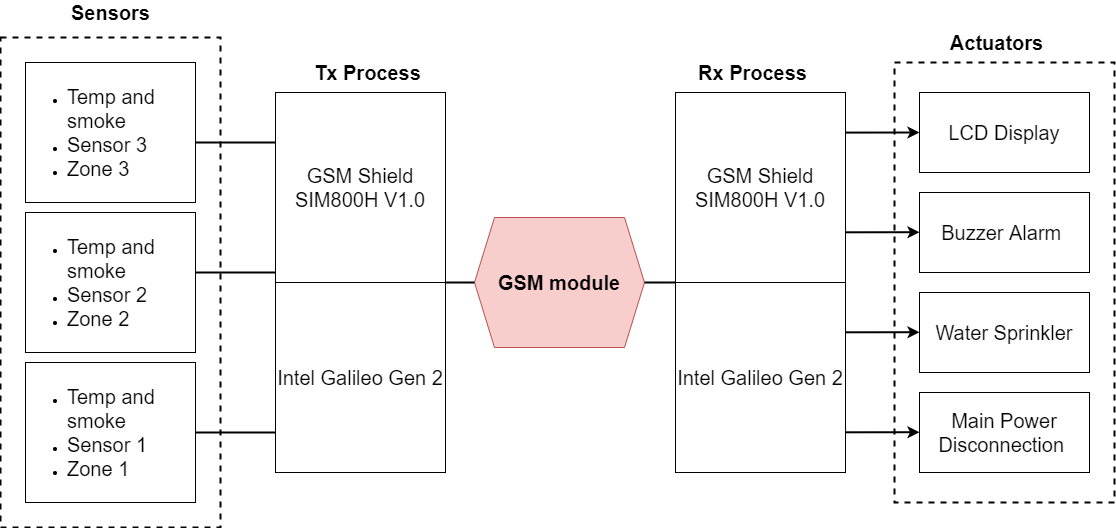 Sensors
Temp and
smoke
Sensor 3
Zone 3
Temp and
smoke
Sensor 2
Zone 2
Temp and
smoke
Sensor 1
Zone 1
Tx Process
GSM Shield
SIM800H V1.0
Intel Galileo Gen 2
GSM module
Rx Process
GSM Shield
SIM800H V1.0
Intel Galileo Gen 2
Actuators
LCD Display
Buzzer Alarm
Water Sprinkler
Main Power
Disconnection